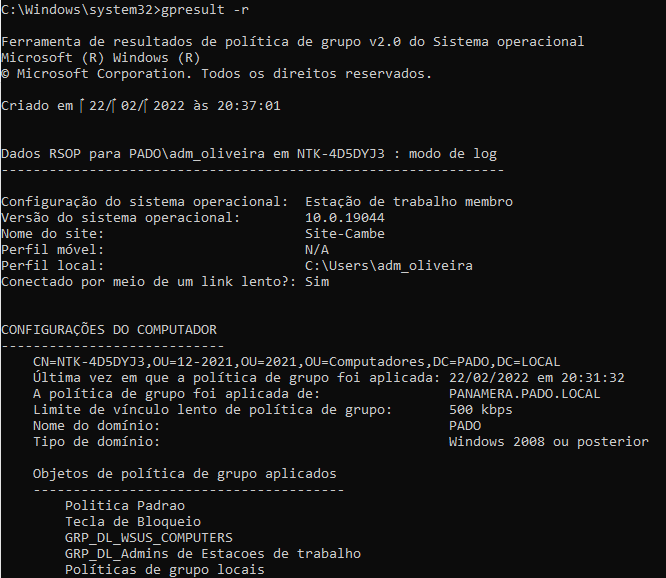 C:\Windows\system32>gpresult -r
Ferramenta de resultados de política de grupo v2.0 do Sistema operacional
Microsoft (R) Windows (R)
© Microsoft Corporation. Todos os direitos reservados.
Criado em 22/02/2022 às 20:37:01
Dados RSOP para PADO\adm_oliveira em NTK-4D5DYJ3 : modo de log
---------------------------------------------------------------
Configuração do sistema operacional: Estação de trabalho membro
Versão do sistema operacional: 10.0.19044
Nome do site: Site-Cambe
Perfil móvel: N/A
Perfil local: C:\Users\adm_oliveira
Conectado por meio de um link lento?: Sim
CONFIGURAÇÕES DO COMPUTADOR
----------------------------
CN=NTK-4D5DYJ3,OU=12-2021,OU=2021,OU=Computadores,DC=PADO,DC=LOCAL
Última vez em que a política de grupo foi aplicada: 22/02/2022 em 20:31:32
A política de grupo foi aplicada de: PANAMERA.PADO.LOCAL
Limite de vínculo lento de política de grupo: 500 kbps
Nome do domínio: PADO
Tipo de domínio: Windows 2008 ou posterior
Objetos de política de grupo aplicados
---------------------------------------
Politica Padrao
Tecla de Bloqueio
GRP_DL_WSUS_COMPUTERS
GRP_DL_Admins de Estacoes de trabalho
Políticas de grupo locais